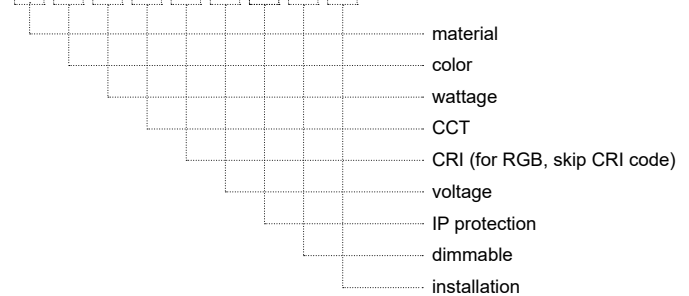 material
color
wattage
CCT
CRI (for RGB, skip CRI code)
voltage
IP protection
dimmable
installation